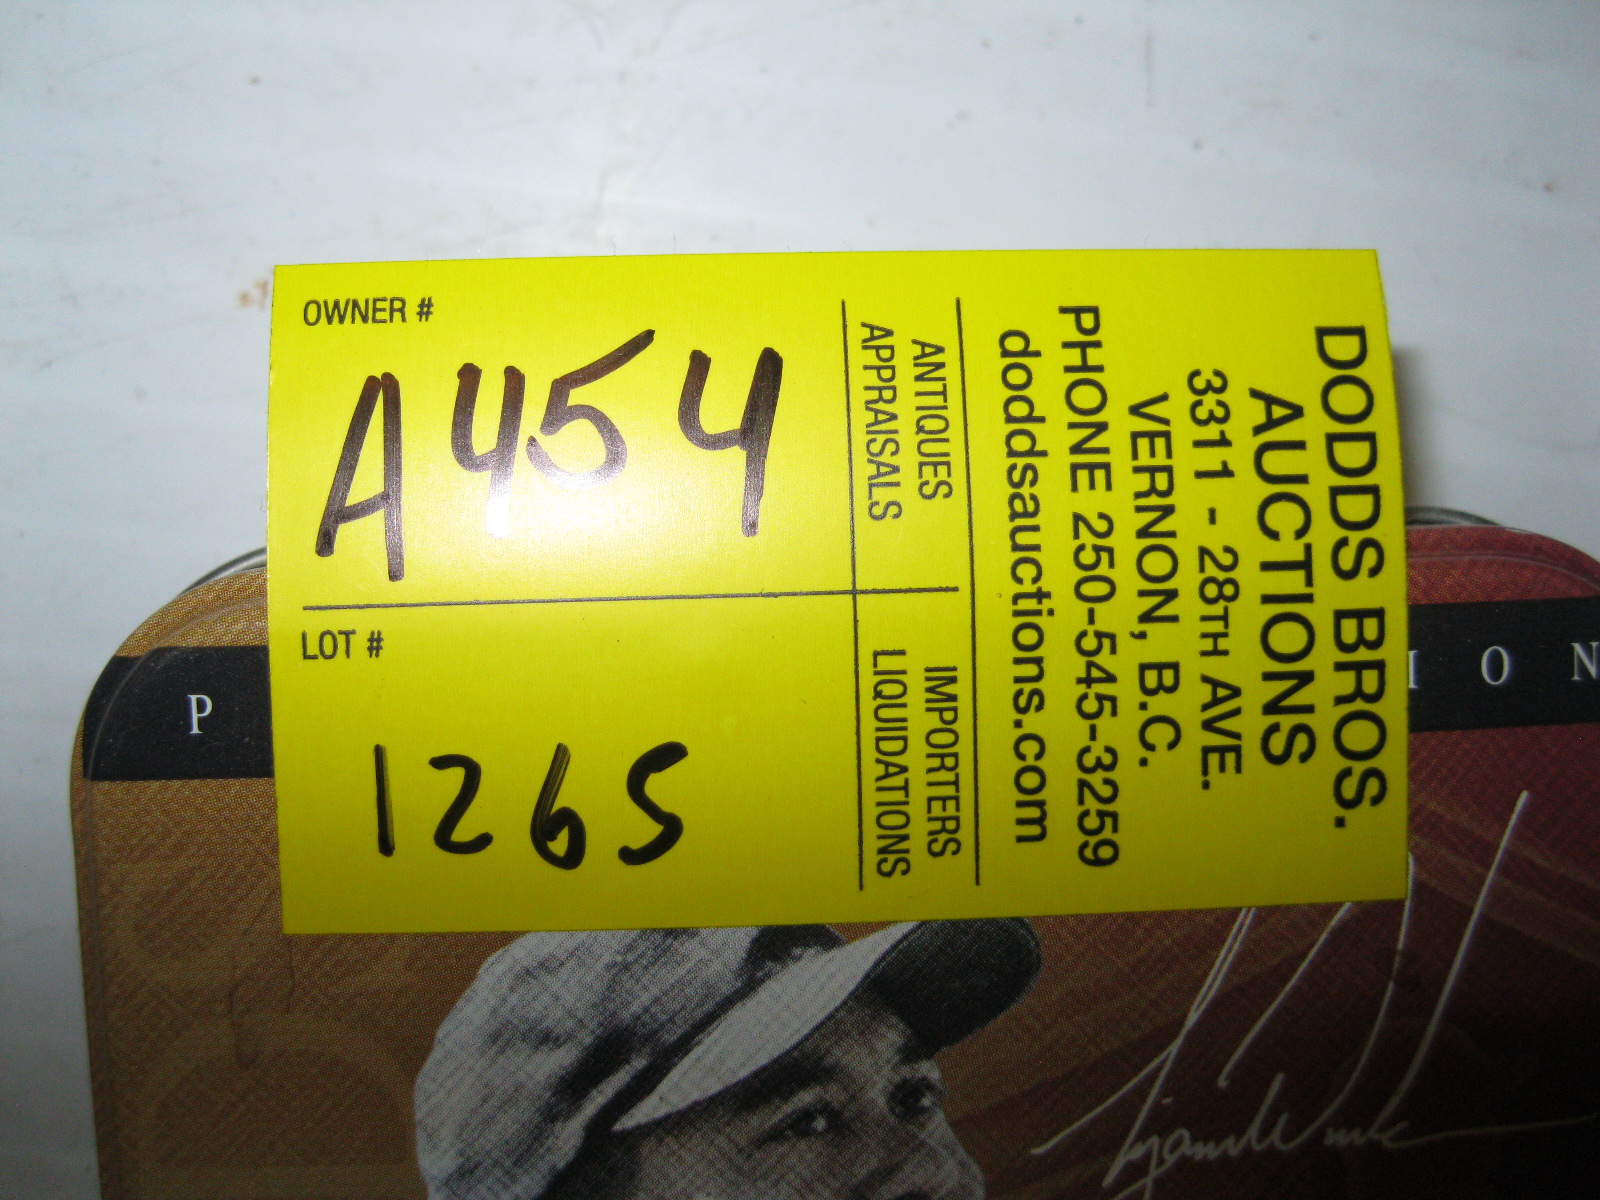 OWNER #
A454
LOT #
1265
ANTIQUES
APPRAISALS
IMPORTERS
LIQUIDATIONS
DODDS BROS.
AUCTIONS
3311 - 28TH AVE.
VERNON, B.C.
PHONE 250-545-3259
doddsauctions.com
P
ION